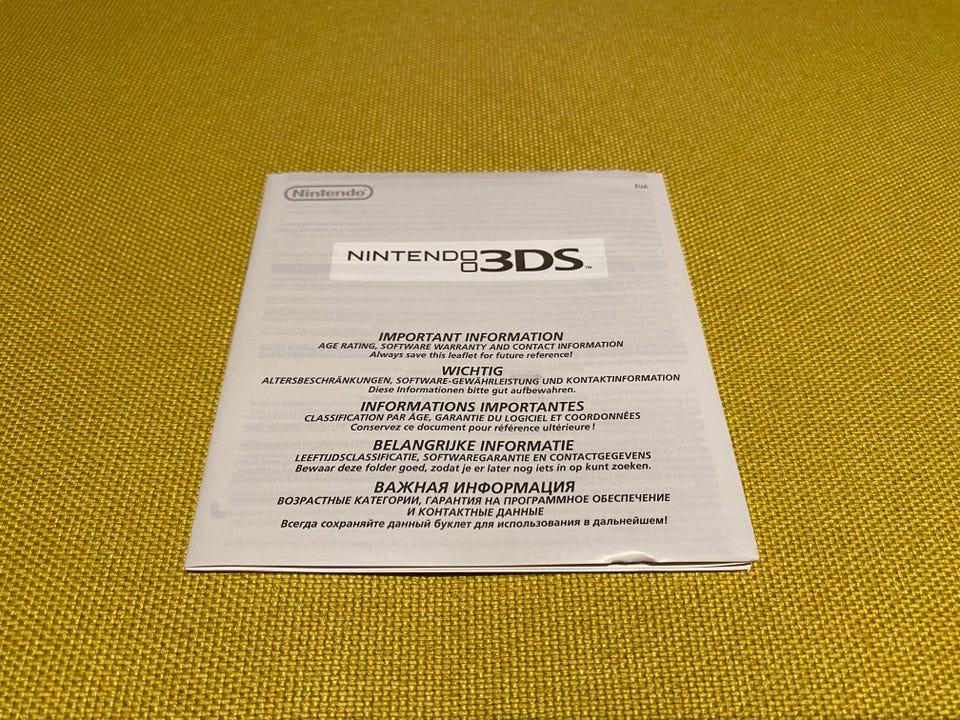 Nintendo®
EUA
NINTENDO 3DS™
IMPORTANT INFORMATION
AGE RATING, SOFTWARE WARRANTY AND CONTACT INFORMATION
Always save this leaflet for future reference!
WICHTIG
ALTERSBESCHRÄNKUNGEN, SOFTWARE-GEWÄHRLEISTUNG UND KONTAKTINFORMATION
Diese Informationen bitte gut aufbewahren.
INFORMATIONS IMPORTANTES
CLASSIFICATION PAR ÂGE, GARANTIE DU LOGICIEL ET COORDONNÉES
Conservez ce document pour référence ultérieure !
BELANGRIJKE INFORMATIE
LEEFTIJDSCLASSIFICATIE, SOFTWAREGARANTIE EN CONTACTGEGEVENS
Bewaar deze folder goed, zodat je er later nog iets in op kunt zoeken.
ВАЖНАЯ ИНФОРМАЦИЯ
ВОЗРАСТНЫЕ КАТЕГОРИИ, ГАРАНТИЯ НА ПРОГРАММНОЕ ОБЕСПЕЧЕНИЕ
И КОНТАКТНЫЕ ДАННЫЕ
Всегда сохраняйте данный буклет для использования в дальнейшем!